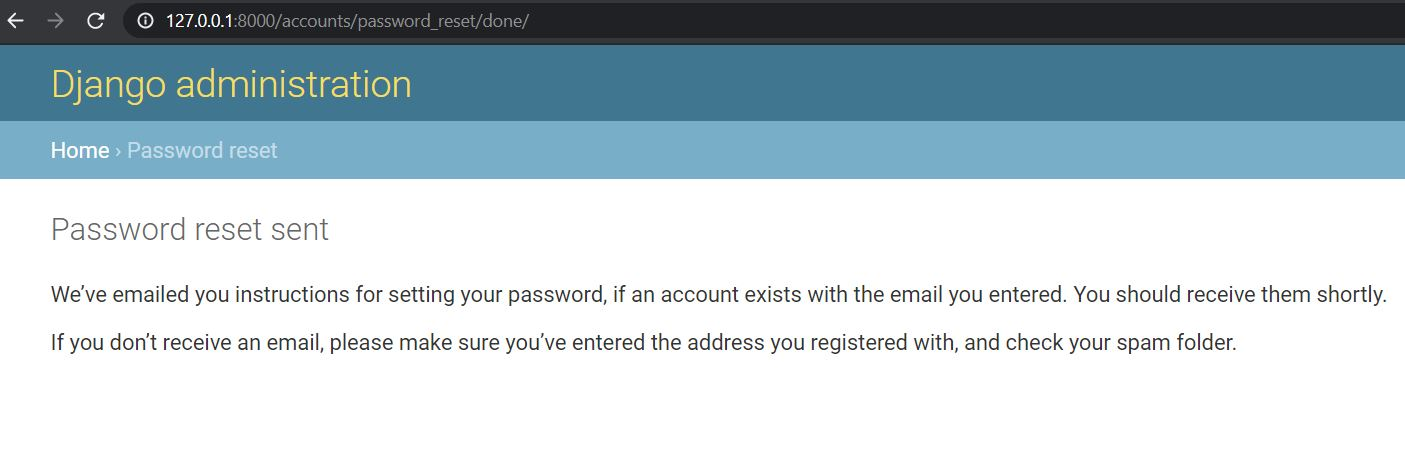 127.0.0.1:8000/accounts/password_reset/done/
Django administration
Home › Password reset
Password reset sent
We’ve emailed you instructions for setting your password, if an account exists with the email you entered. You should receive them shortly.
If you don’t receive an email, please make sure you’ve entered the address you registered with, and check your spam folder.